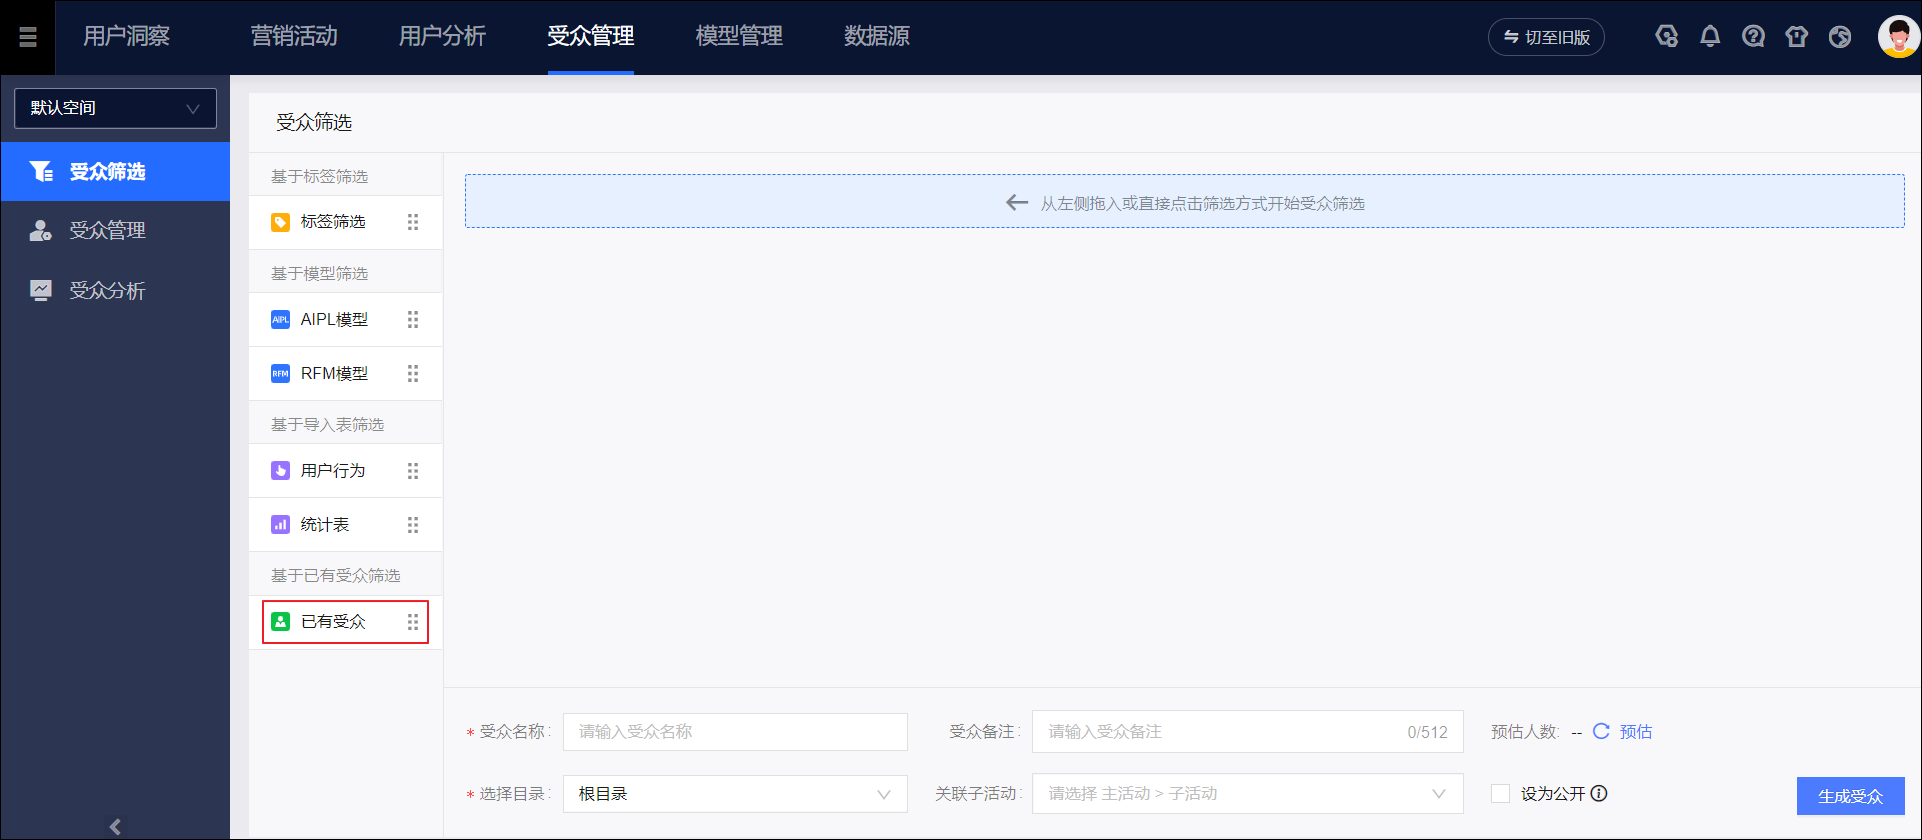 用户洞察 营销活动 用户分析 受众管理 模型管理 数据源 切至旧版
默认空间
受众筛选
受众管理
受众分析
受众筛选
基于标签筛选
标签筛选
基于模型筛选
AIPL AIPL模型
RFM RFM模型
基于导入表筛选
用户行为
统计表
基于已有受众筛选
已有受众
从左侧拖入或直接点击筛选方式开始受众筛选
* 受众名称: 请输入受众名称 受众备注: 请输入受众备注 0/512 预估人数: -- 预估
* 选择目录: 根目录 关联子活动: 请选择 主活动 > 子活动 设为公开
生成受众